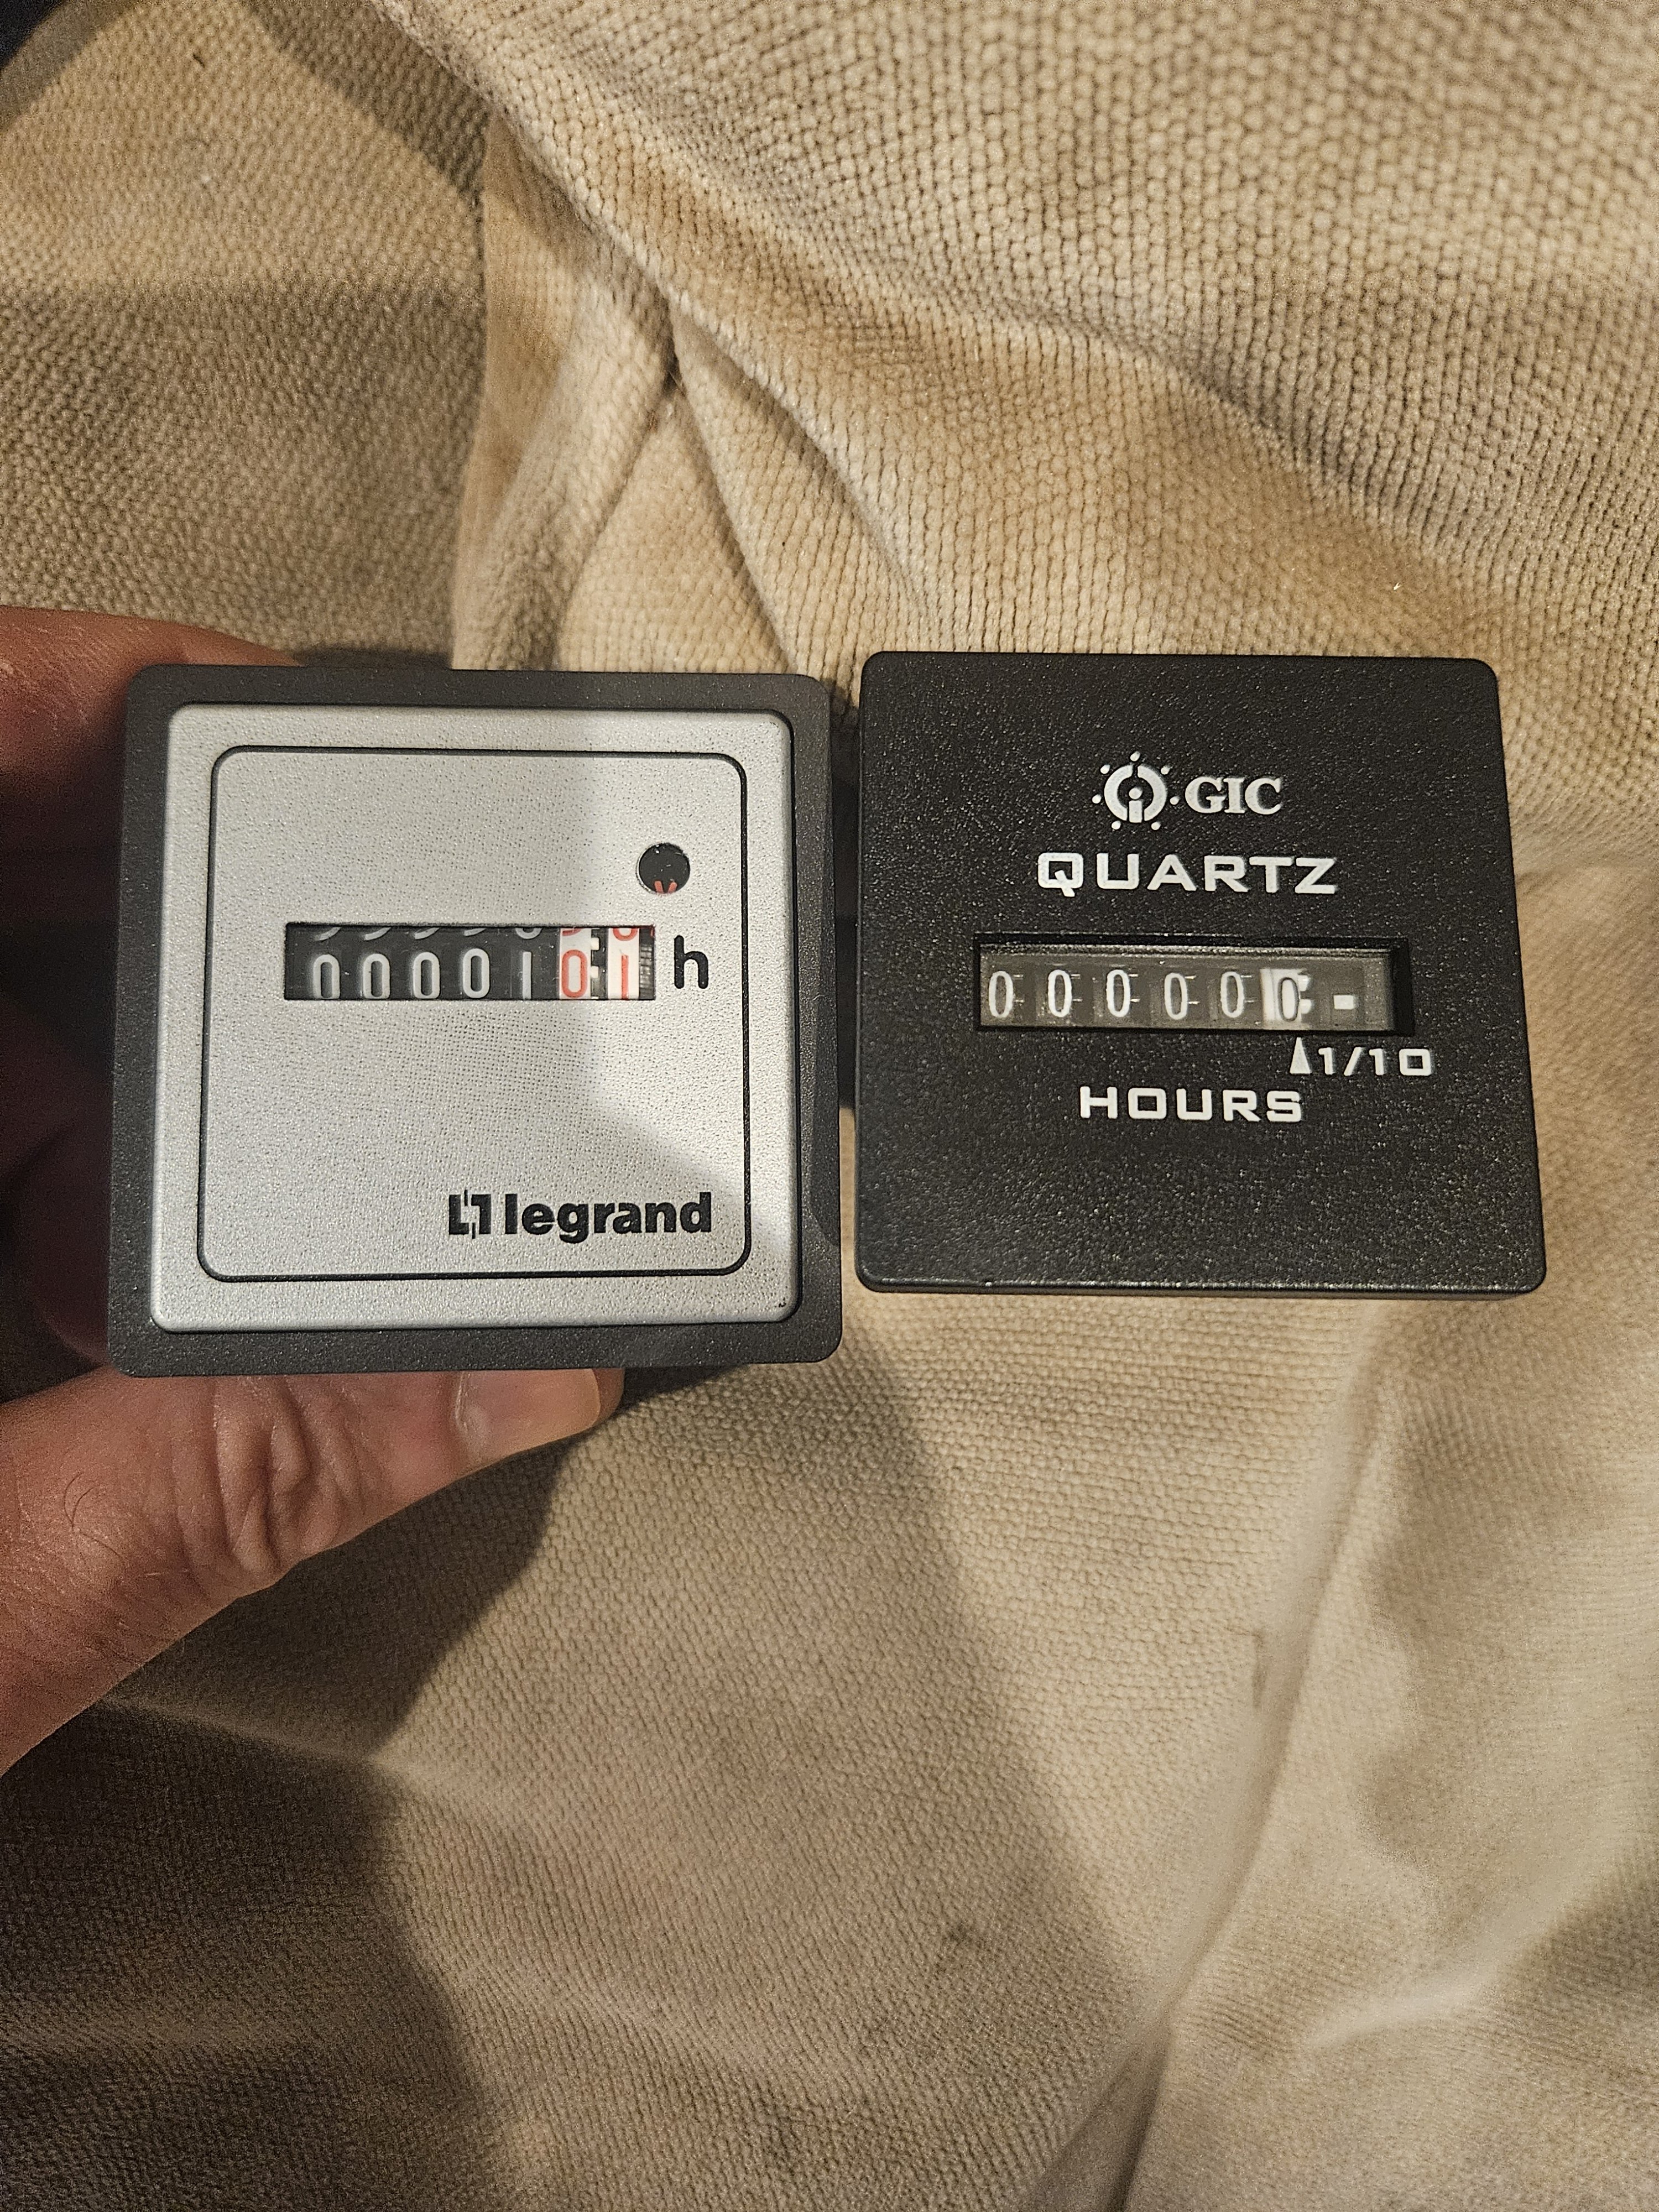 0000101 h
legrand
GIC
QUARTZ
000000
1/10
HOURS